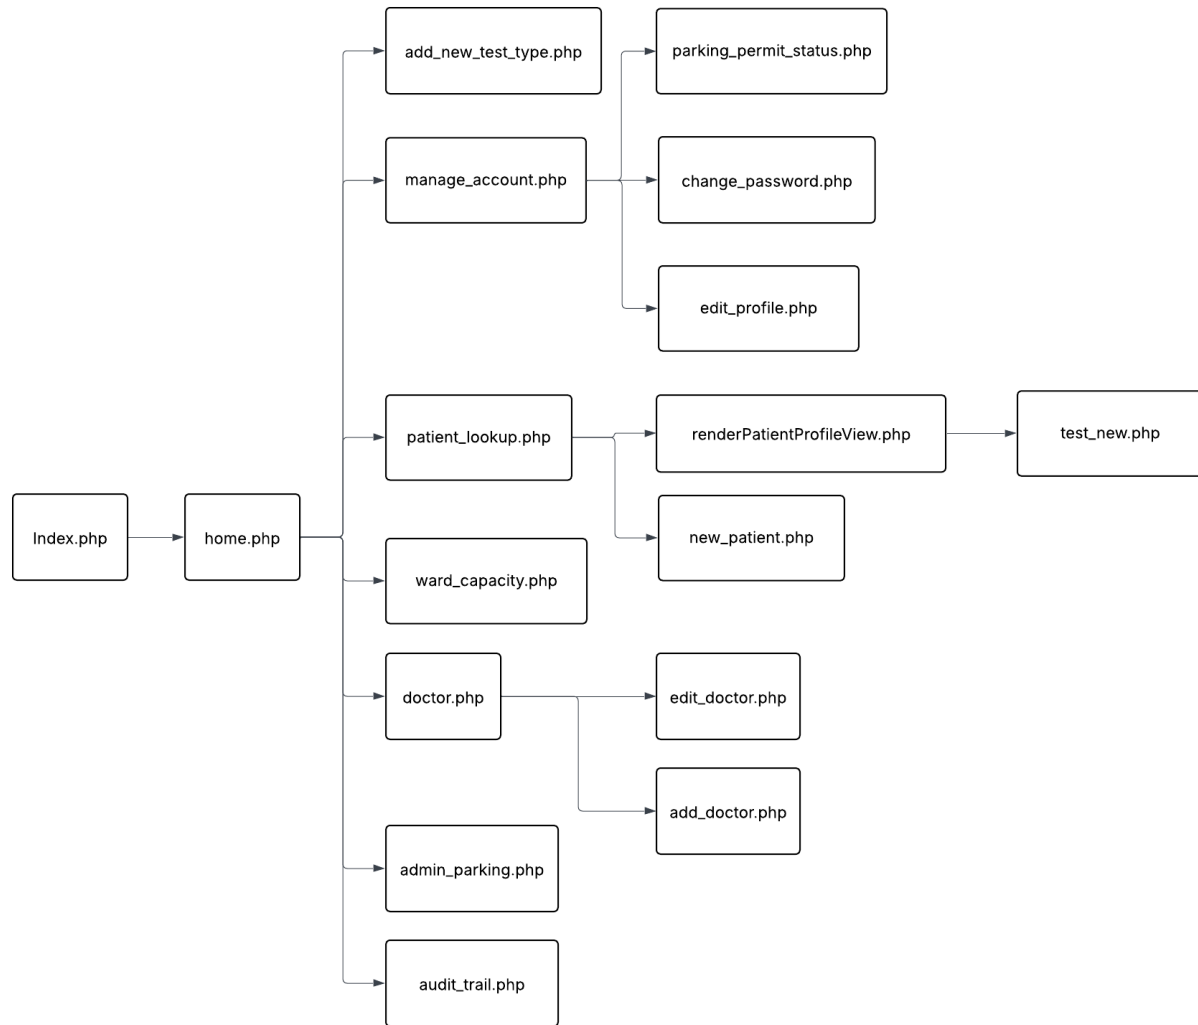 add_new_test_type.php
parking_permit_status.php
manage_account.php
change_password.php
edit_profile.php
patient_lookup.php
renderPatientProfileView.php
test_new.php
Index.php
home.php
new_patient.php
ward_capacity.php
doctor.php
edit_doctor.php
add_doctor.php
admin_parking.php
audit_trail.php